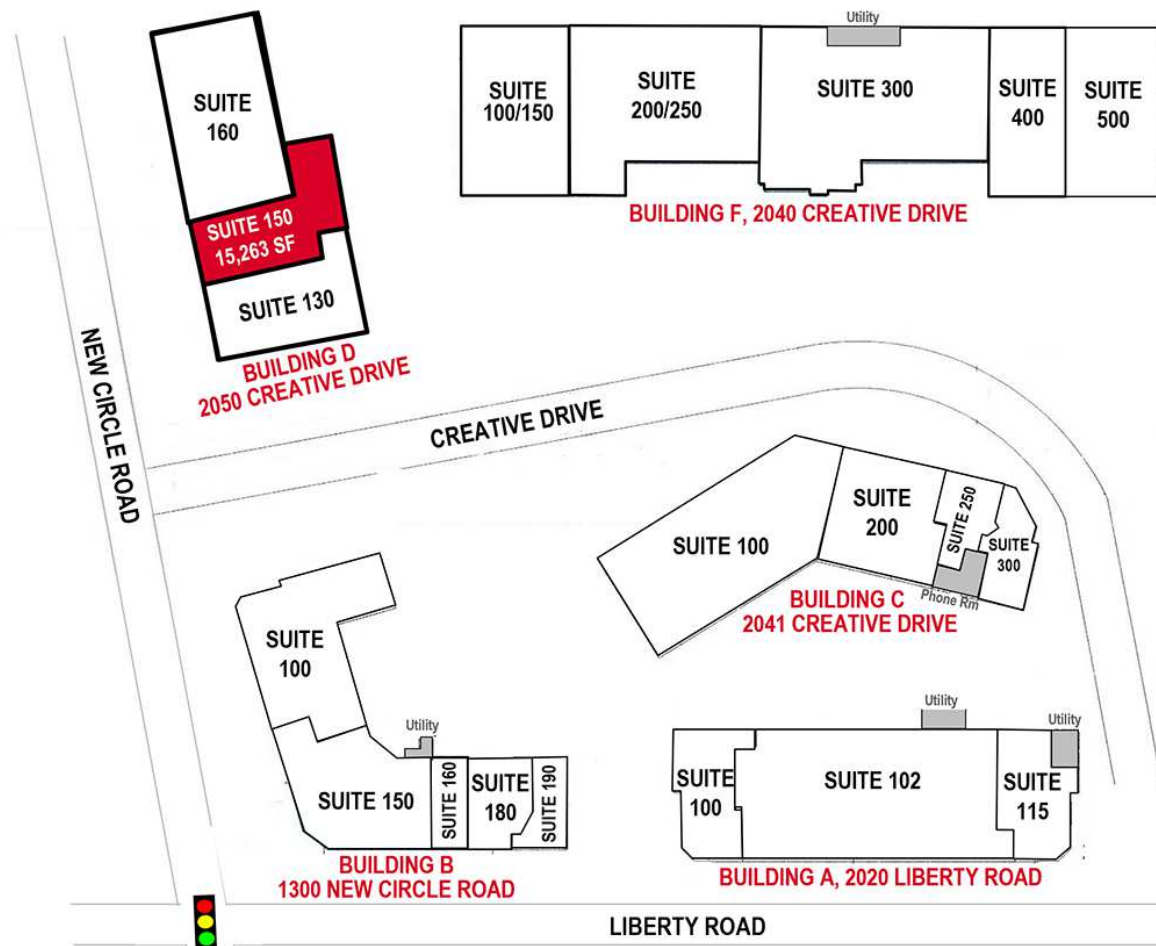 Utility
SUITE
160
SUITE
100/150
SUITE
200/250
SUITE 300
SUITE
400
SUITE
500
SUITE 150
15,263 SF
BUILDING F, 2040 CREATIVE DRIVE
SUITE 130
BUILDING D
2050 CREATIVE DRIVE
NEW CIRCLE ROAD
CREATIVE DRIVE
SUITE 100
SUITE
200
SUITE 250
SUITE
300
Phone Rm
BUILDING C
2041 CREATIVE DRIVE
SUITE
100
Utility
SUITE 150
SUITE 160
SUITE
180
SUITE 190
BUILDING B
1300 NEW CIRCLE ROAD
Utility
Utility
SUITE
100
SUITE 102
SUITE
115
BUILDING A, 2020 LIBERTY ROAD
LIBERTY ROAD